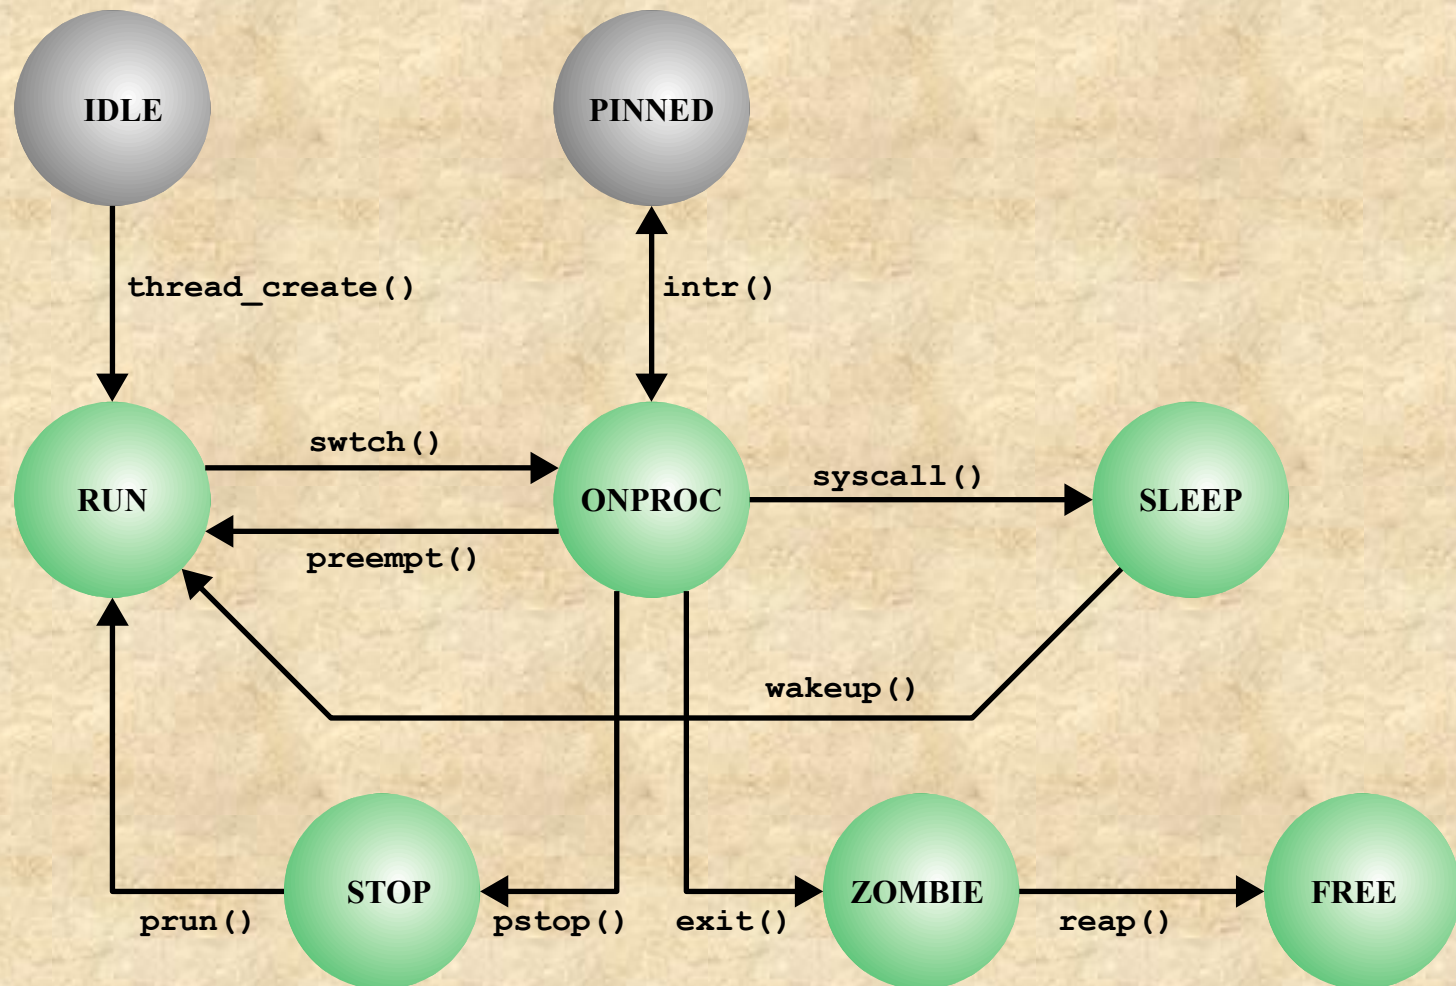 IDLE
PINNED
thread_create()
intr()
swtch()
syscall()
RUN
ONPROC
SLEEP
preempt()
wakeup()
STOP
ZOMBIE
FREE
prun()
pstop()
exit()
reap()